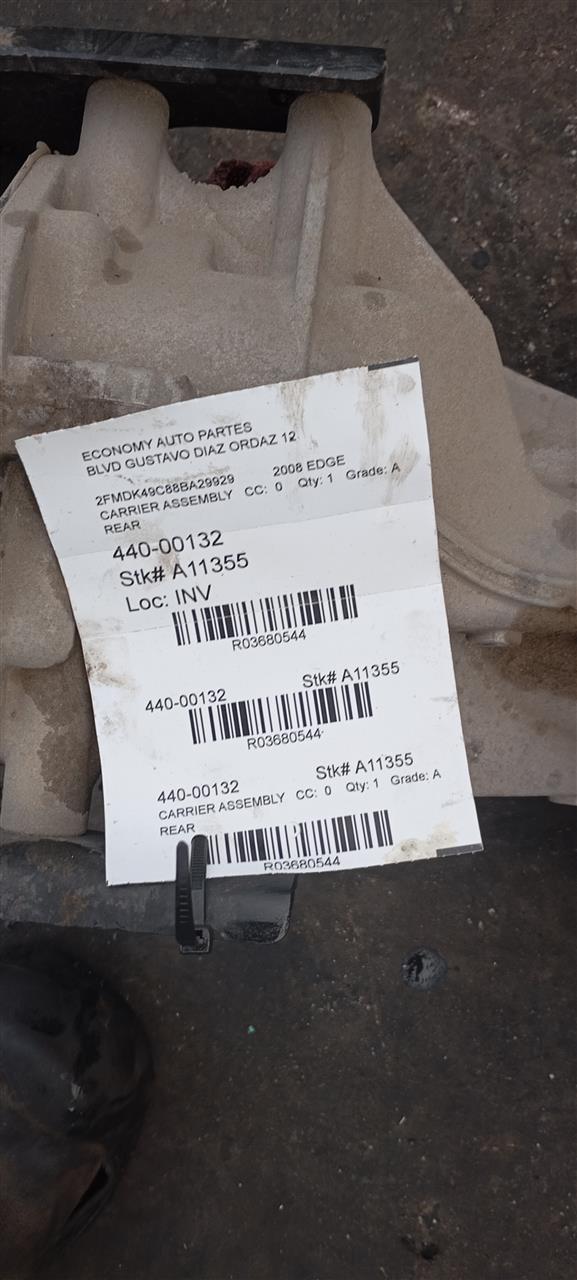 ECONOMY AUTO PARTES
BLVD GUSTAVO DIAZ ORDAZ 12
2FMDK49C88BA29929 2008 EDGE
CARRIER ASSEMBLY CC: 0 Qty: 1 Grade: A
REAR
440-00132
Stk# A11355
Loc: INV
R03680544
440-00132 Stk# A11355
R03680544
440-00132 Stk# A11355
CARRIER ASSEMBLY CC: 0 Qty: 1 Grade: A
REAR
R03680544